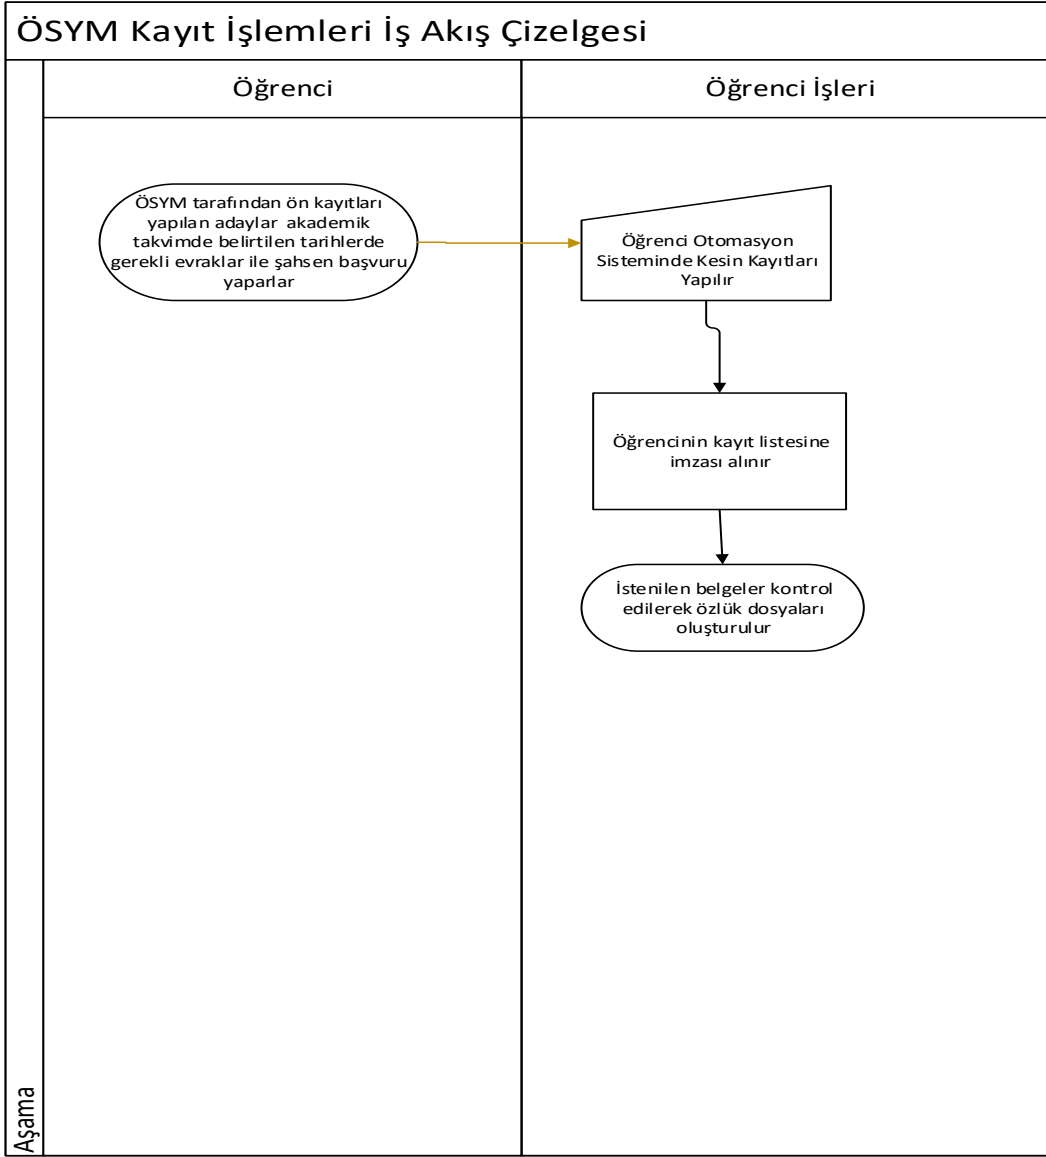 ÖSYM Kayıt İşlemleri İş Akış Çizelgesi
Öğrenci
Öğrenci İşleri
ÖSYM tarafından ön kayıtları
yapılan adaylar akademik
takvimde belirtilen tarihlerde
gerekli evraklar ile şahsen başvuru
yaparlar
Öğrenci Otomasyon
Sisteminde Kesin Kayıtları
Yapılır
Öğrencinin kayıt listesine
imzası alınır
İstenilen belgeler kontrol
edilerek özlük dosyaları
oluşturulur
Aşama